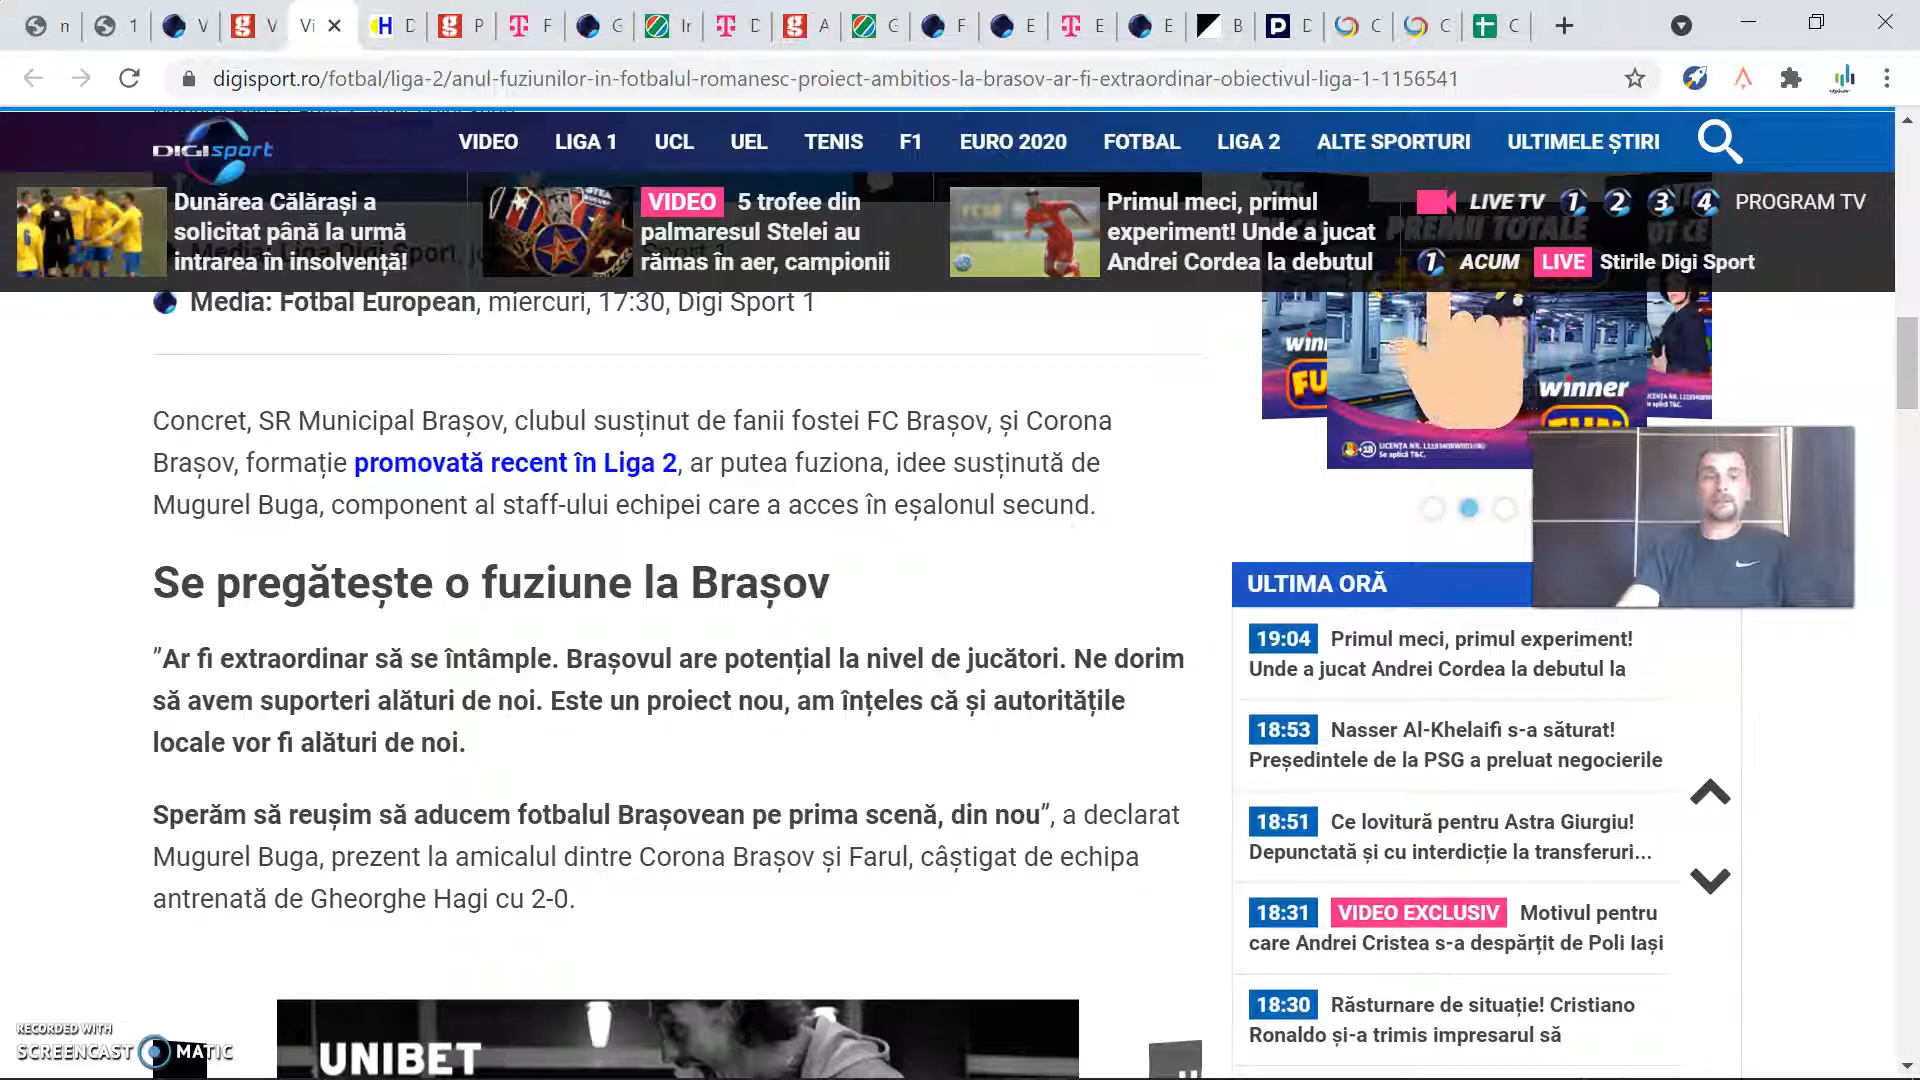 n
1
V
V
Vi
D
P
F
C
Ir
D
A
C
F
E
E
E
B
D
C
C
C
digisport.ro/fotbal/liga-2/anul-fuziunilor-in-fotbalul-romanesc-proiect-ambitios-la-brasov-ar-fi-extraordinar-obiectivul-liga-1-1156541
DIGI sport
VIDEO LIGA 1 UCL UEL TENIS F1 EURO 2020 FOTBAL LIGA 2 ALTE SPORTURI ULTIMELE ȘTIRI
Dunărea Călărași a
solicitat până la urmă
intrarea în insolvență!
VIDEO 5 trofee din
palmaresul Stelei au
rămas în aer, campionii
Primul meci, primul
experiment! Unde a jucat
Andrei Cordea la debutul
LIVE TV 1 2 3 4 PROGRAM TV
PREMII TOTALE
1 ACUM LIVE Stirile Digi Sport
Media: Fotbal European, miercuri, 17:30, Digi Sport 1
Concret, SR Municipal Brașov, clubul susținut de fanii fostei FC Brașov, și Corona
Brașov, formație promovată recent în Liga 2, ar putea fuziona, idee susținută de
Mugurel Buga, component al staff-ului echipei care a acces în eșalonul secund.
Se pregătește o fuziune la Brașov
”Ar fi extraordinar să se întâmple. Brașovul are potențial la nivel de jucători. Ne dorim
să avem suporteri alături de noi. Este un proiect nou, am înțeles că și autoritățile
locale vor fi alături de noi.
Sperăm să reușim să aducem fotbalul Brașovean pe prima scenă, din nou”, a declarat
Mugurel Buga, prezent la amicalul dintre Corona Brașov și Farul, câștigat de echipa
antrenată de Gheorghe Hagi cu 2-0.
UNIBET
winner
FUN
Se aplică T&C.
ULTIMA ORĂ
19:04 Primul meci, primul experiment!
Unde a jucat Andrei Cordea la debutul la
18:53 Nasser Al-Khelaifi s-a săturat!
Președintele de la PSG a preluat negocierile
18:51 Ce lovitură pentru Astra Giurgiu!
Depunctată și cu interdicție la transferuri...
18:31 VIDEO EXCLUSIV Motivul pentru
care Andrei Cristea s-a despărțit de Poli Iași
18:30 Răsturnare de situație! Cristiano
Ronaldo și-a trimis impresarul să
RECORDED WITH
SCREENCAST MATIC